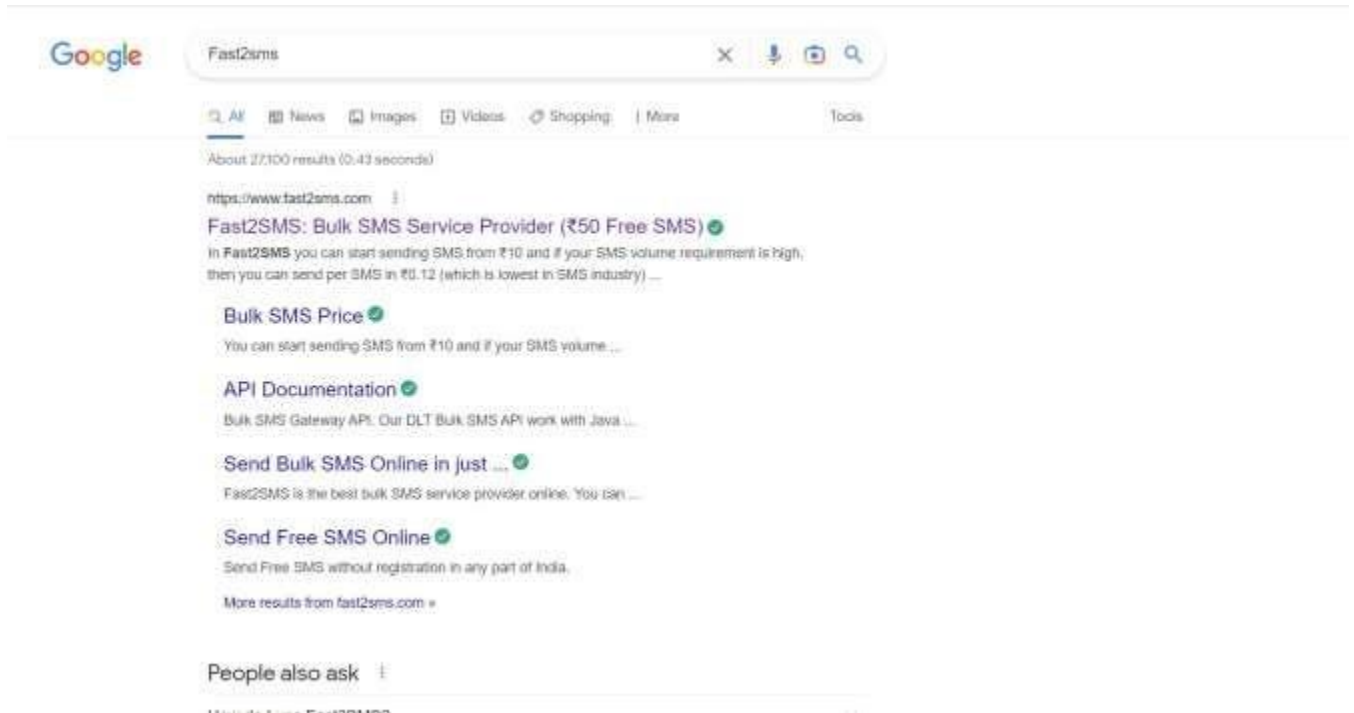 Google
Fast2sms
All News Images Videos Shopping More Tools
About 27,100 results (0.43 seconds)
https://www.fast2sms.com
Fast2SMS: Bulk SMS Service Provider (₹50 Free SMS)
In Fast2SMS you can start sending SMS from ₹10 and if your SMS volume requirement is high,
then you can send per SMS in ₹0.12 (which is lowest in SMS industry) ...
Bulk SMS Price
You can start sending SMS from ₹10 and if your SMS volume ...
API Documentation
Bulk SMS Gateway API. Our DLT Bulk SMS API work with Java ...
Send Bulk SMS Online in just ...
Fast2SMS is the best bulk SMS service provider online. You can ...
Send Free SMS Online
Send Free SMS without registration in any part of India.
More results from fast2sms.com »
People also ask